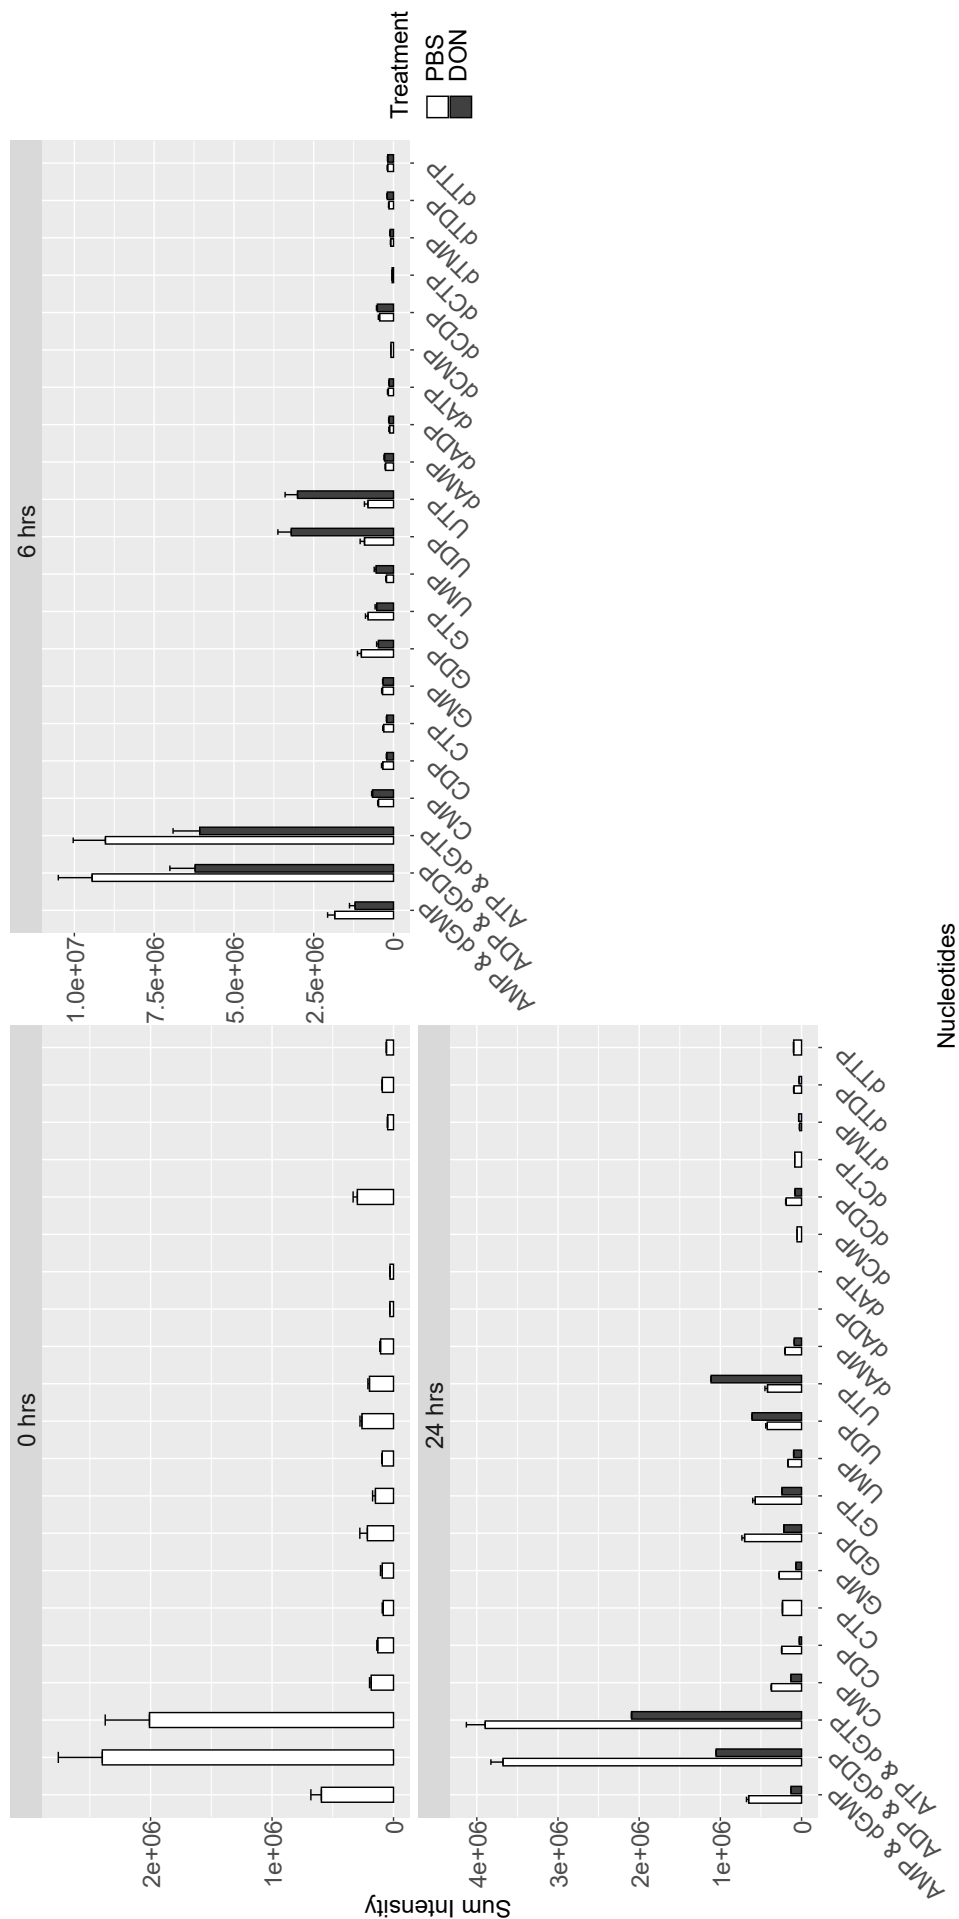 0 hrs
6 hrs
2e+06
1e+06
0
1.0e+07
7.5e+06
5.0e+06
2.5e+06
0
AMP & dGMP
ADP & dGDP
ATP & dGTP
CMP
CDP
CTP
GMP
GDP
GTP
UMP
UDP
UTP
dAMP
dADP
dATP
dCMP
dCDP
dCTP
dTMP
dTDP
dTTP
Treatment
PBS
DON
Sum Intensity
24 hrs
4e+06
3e+06
2e+06
1e+06
0
AMP & dGMP
ADP & dGDP
ATP & dGTP
CMP
CDP
CTP
GMP
GDP
GTP
UMP
UDP
UTP
dAMP
dADP
dATP
dCMP
dCDP
dCTP
dTMP
dTDP
dTTP
Nucleotides